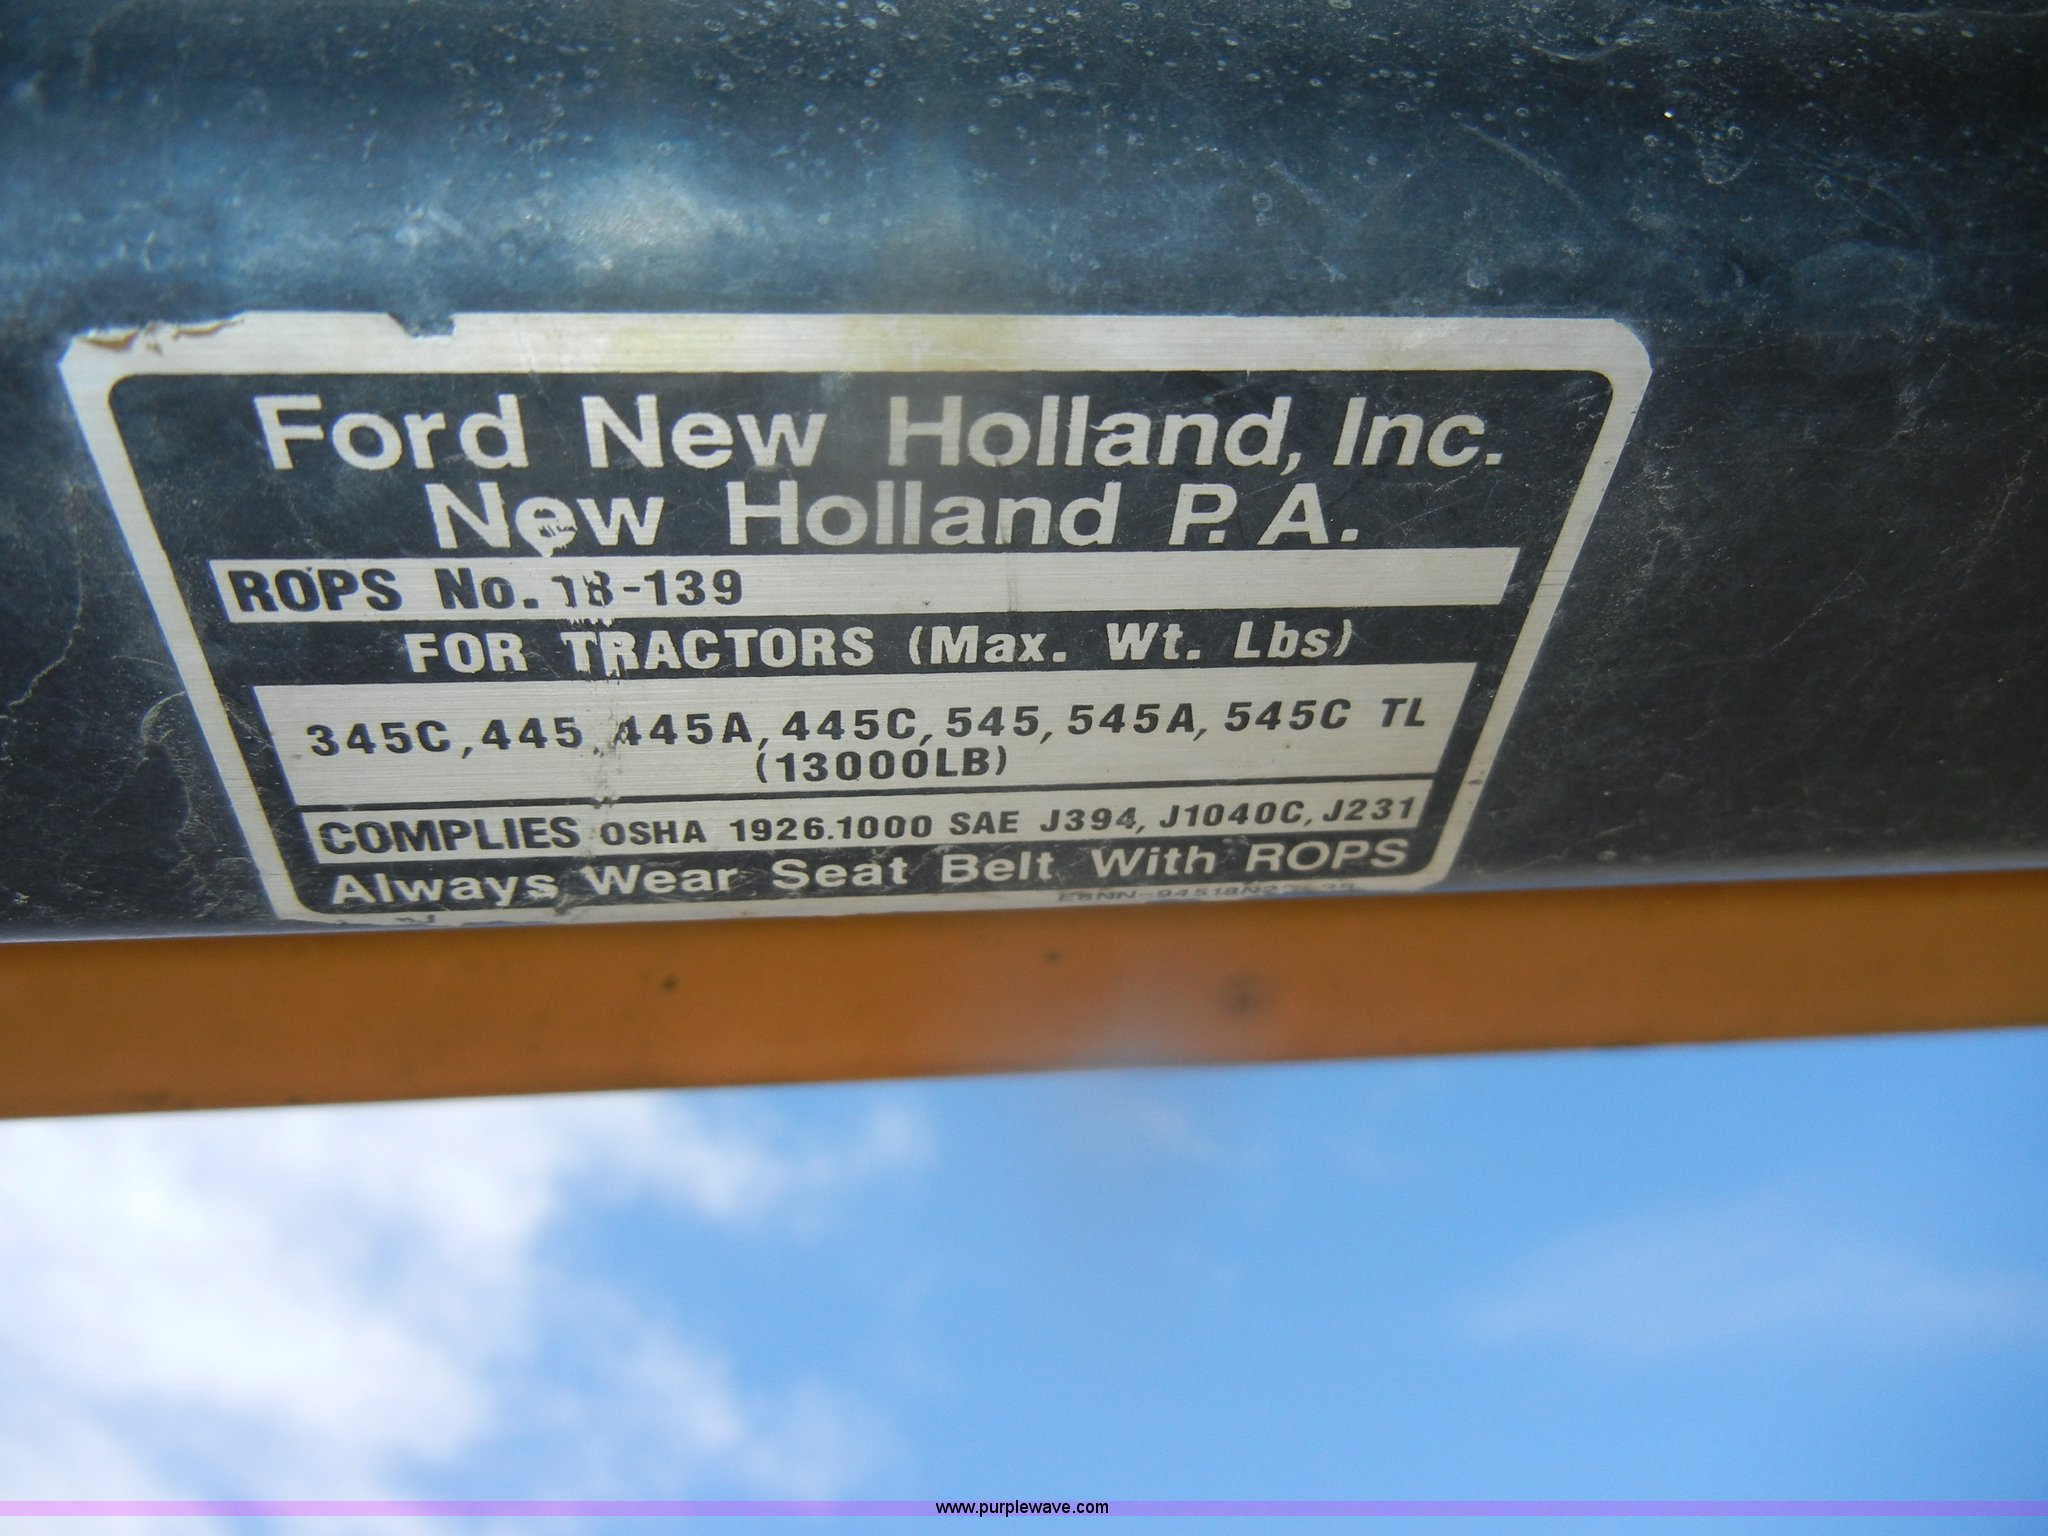 Ford New Holland, Inc.
New Holland P.A.
ROPS No. 18-139
FOR TRACTORS (Max. Wt. Lbs)
345C, 445, 445A, 445C, 545, 545A, 545C TL
(13000LB)
COMPLIES OSHA 1926.1000 SAE J394, J1040C, J231
Always Wear Seat Belt With ROPS
www.purplewave.com